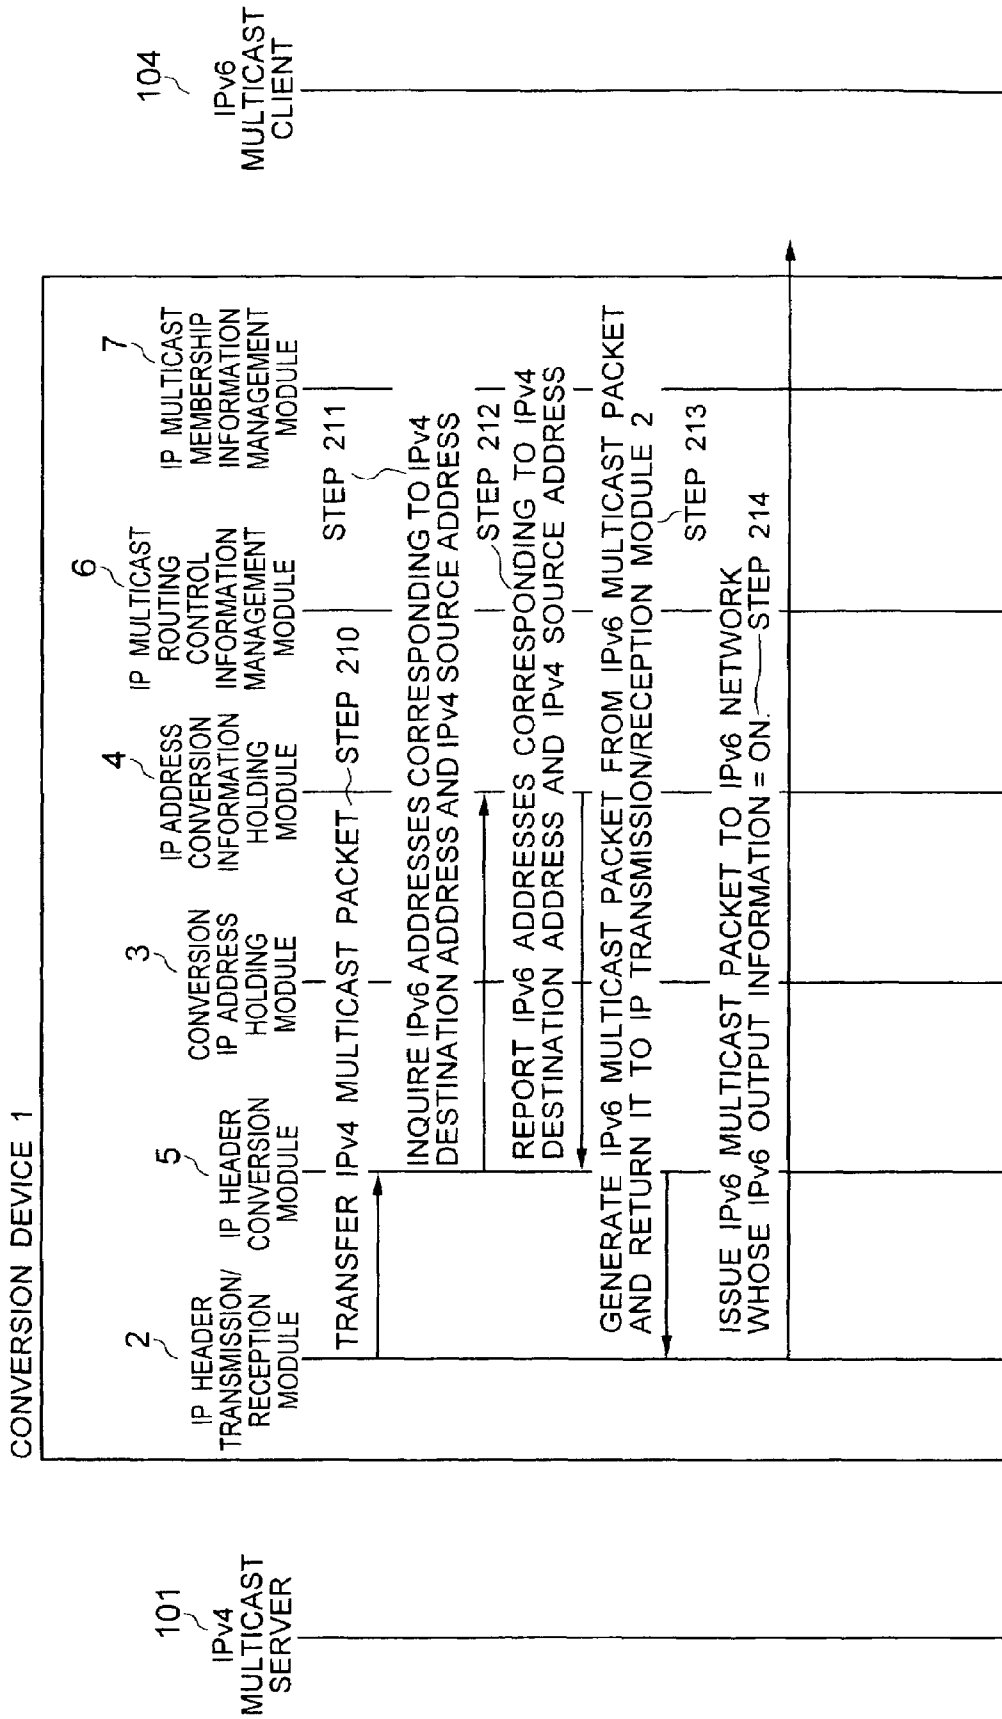 CONVERSION DEVICE 1
101
IPv4
MULTICAST
SERVER
2
IP HEADER
TRANSMISSION/
RECEPTION
MODULE
5
IP HEADER
CONVERSION
MODULE
3
CONVERSION
IP ADDRESS
HOLDING
MODULE
4
IP ADDRESS
CONVERSION
INFORMATION
HOLDING
MODULE
6
IP MULTICAST
ROUTING
CONTROL
INFORMATION
MANAGEMENT
MODULE
7
IP MULTICAST
MEMBERSHIP
INFORMATION
MANAGEMENT
MODULE
104
IPv6
MULTICAST
CLIENT
TRANSFER IPv4 MULTICAST PACKET
STEP 210
STEP 211
INQUIRE IPv6 ADDRESSES CORRESPONDING TO IPv4
DESTINATION ADDRESS AND IPv4 SOURCE ADDRESS
STEP 212
REPORT IPv6 ADDRESSES CORRESPONDING TO IPv4
DESTINATION ADDRESS AND IPv4 SOURCE ADDRESS
GENERATE IPv6 MULTICAST PACKET FROM IPv6 MULTICAST PACKET
AND RETURN IT TO IP TRANSMISSION/RECEPTION MODULE 2
STEP 213
ISSUE IPv6 MULTICAST PACKET TO IPv6 NETWORK
WHOSE IPv6 OUTPUT INFORMATION = ON.
STEP 214